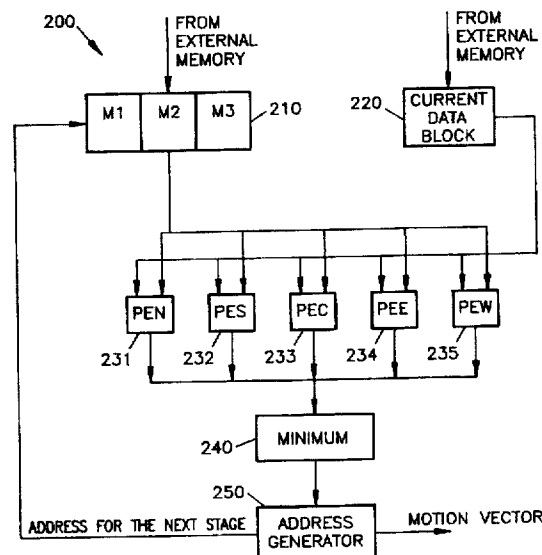 200
FROM
EXTERNAL
MEMORY
FROM
EXTERNAL
MEMORY
M1 M2 M3
210
220
CURRENT
DATA
BLOCK
PEN PES PEC PEE PEW
231 232 233 234 235
240
MINIMUM
250
ADDRESS FOR THE NEXT STAGE
ADDRESS
GENERATOR
MOTION VECTOR